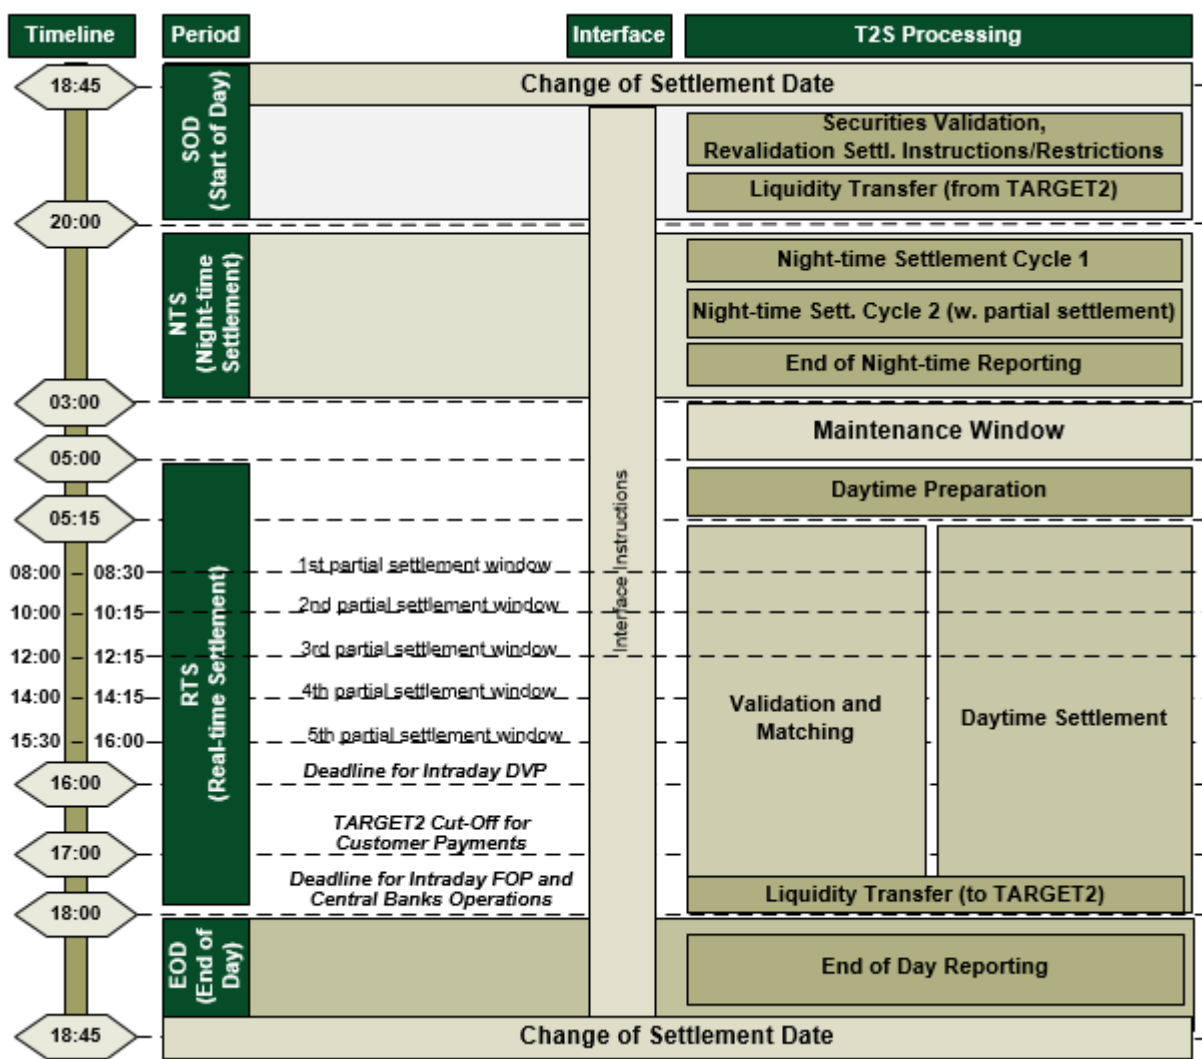 Timeline
Period
Interface
T2S Processing
18:45
SOD
(Start of Day)
Change of Settlement Date
Securities Validation,
Revalidation Settl. Instructions/Restrictions
Liquidity Transfer (from TARGET2)
20:00
NTS
(Night-time
Settlement)
Night-time Settlement Cycle 1
Night-time Sett. Cycle 2 (w. partial settlement)
End of Night-time Reporting
03:00
Maintenance Window
05:00
Daytime Preparation
05:15
RTS
(Real-time Settlement)
Interface Instructions
08:00 – 08:30
1st partial settlement window
10:00 – 10:15
2nd partial settlement window
12:00 – 12:15
3rd partial settlement window
14:00 – 14:15
4th partial settlement window
15:30 – 16:00
5th partial settlement window
Validation and
Matching
Daytime Settlement
Deadline for Intraday DVP
16:00
TARGET2 Cut-Off for
Customer Payments
17:00
Deadline for Intraday FOP and
Central Banks Operations
Liquidity Transfer (to TARGET2)
18:00
EOD
(End of
Day)
End of Day Reporting
18:45
Change of Settlement Date